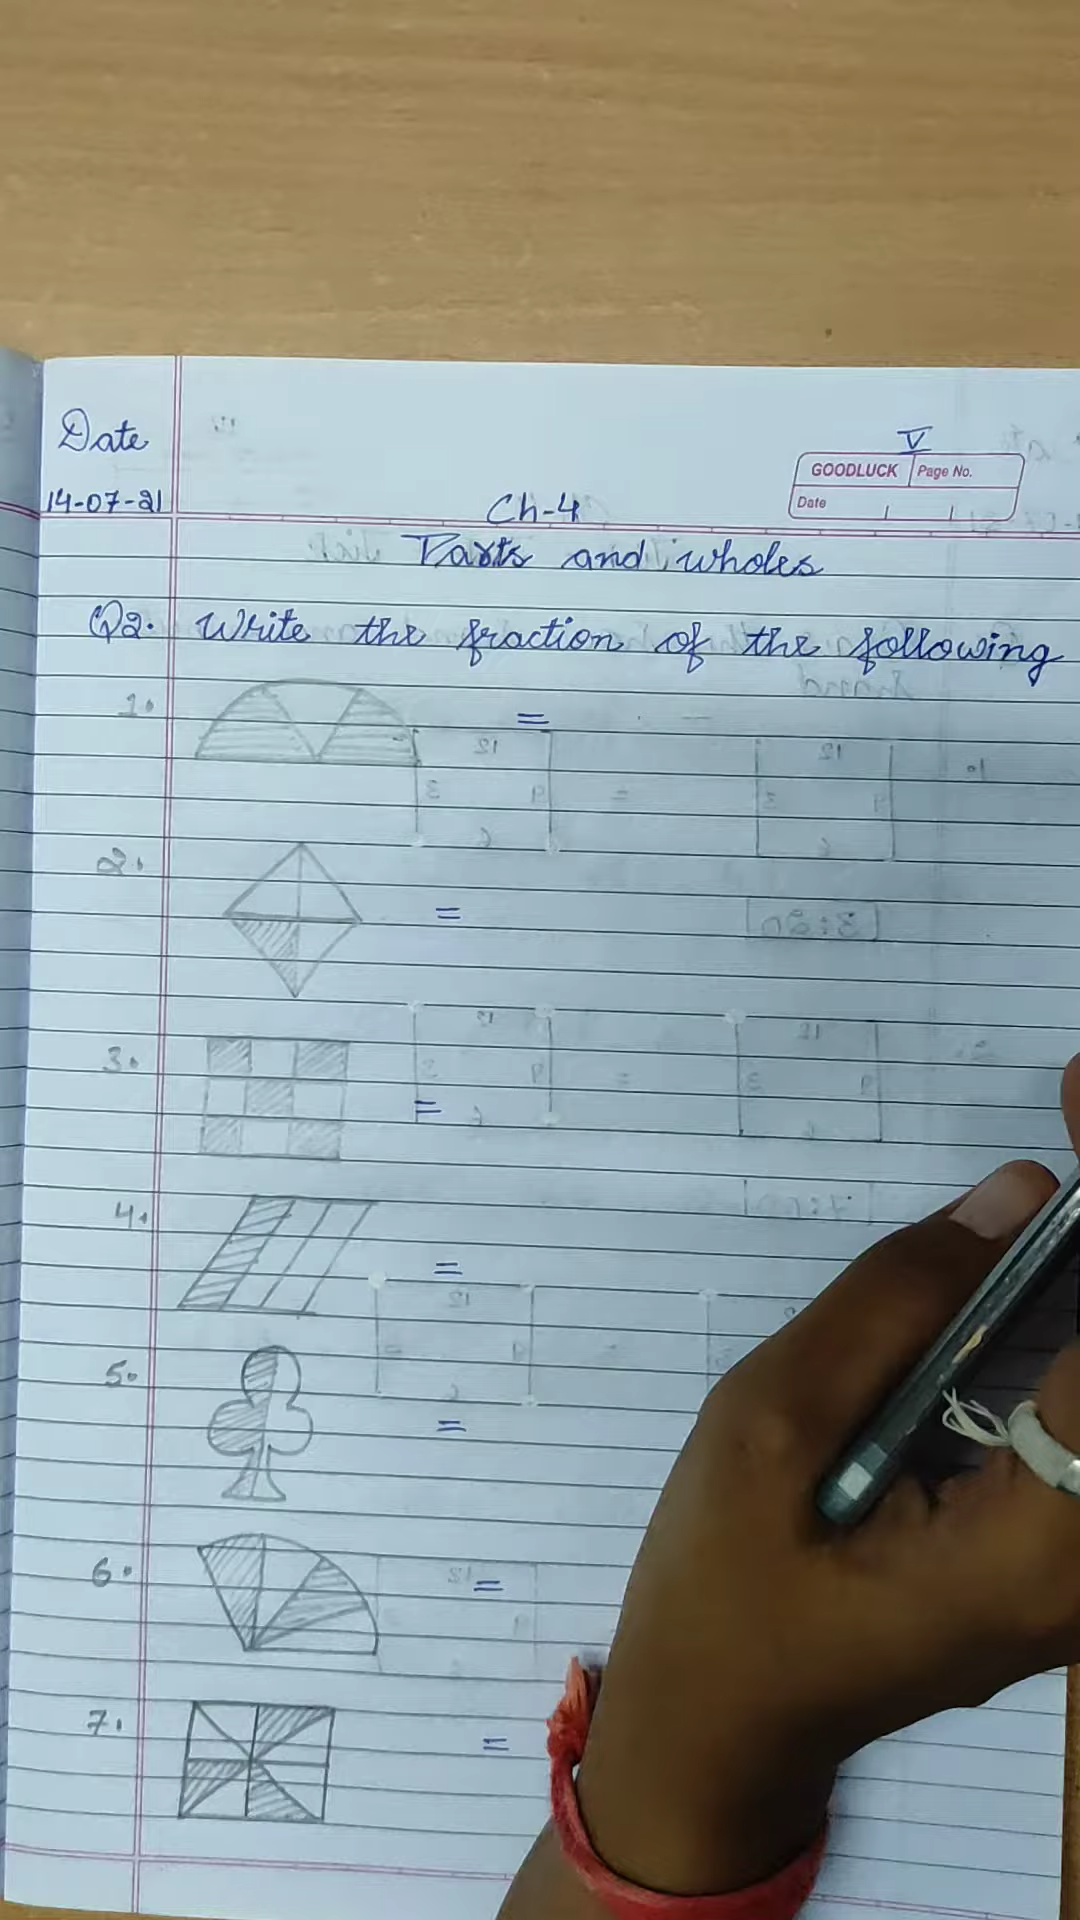 Date
V
GOODLUCK Page No.
Date
14-07-21
Ch-4
Parts and wholes
Q2. Write the fraction of the following
1. =
2. =
3. =
4. =
5. =
6. =
7. =